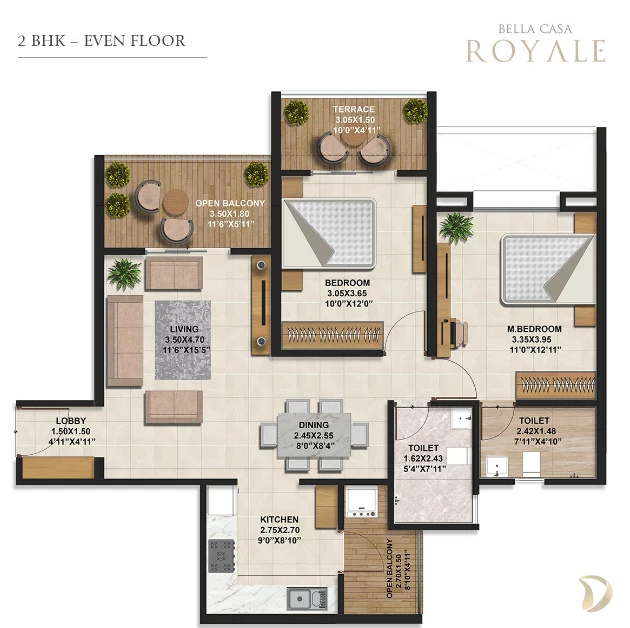 2 BHK – EVEN FLOOR
BELLA CASA
ROYALE
TERRACE
3.05X1.50
10'0"X4'11"
OPEN BALCONY
3.50X1.80
11'6"X5'11"
BEDROOM
3.05X3.65
10'0"X12'0"
LIVING
3.50X4.70
11'6"X15'5"
M.BEDROOM
3.35X3.95
11'0"X12'11"
LOBBY
1.50X1.50
4'11"X4'11"
DINING
2.45X2.55
8'0"X8'4"
TOILET
1.62X2.43
5'4"X7'11"
TOILET
2.42X1.48
7'11"X4'10"
KITCHEN
2.75X2.70
9'0"X8'10"
OPEN BALCONY
2.70X1.50
8'10"X4'11"